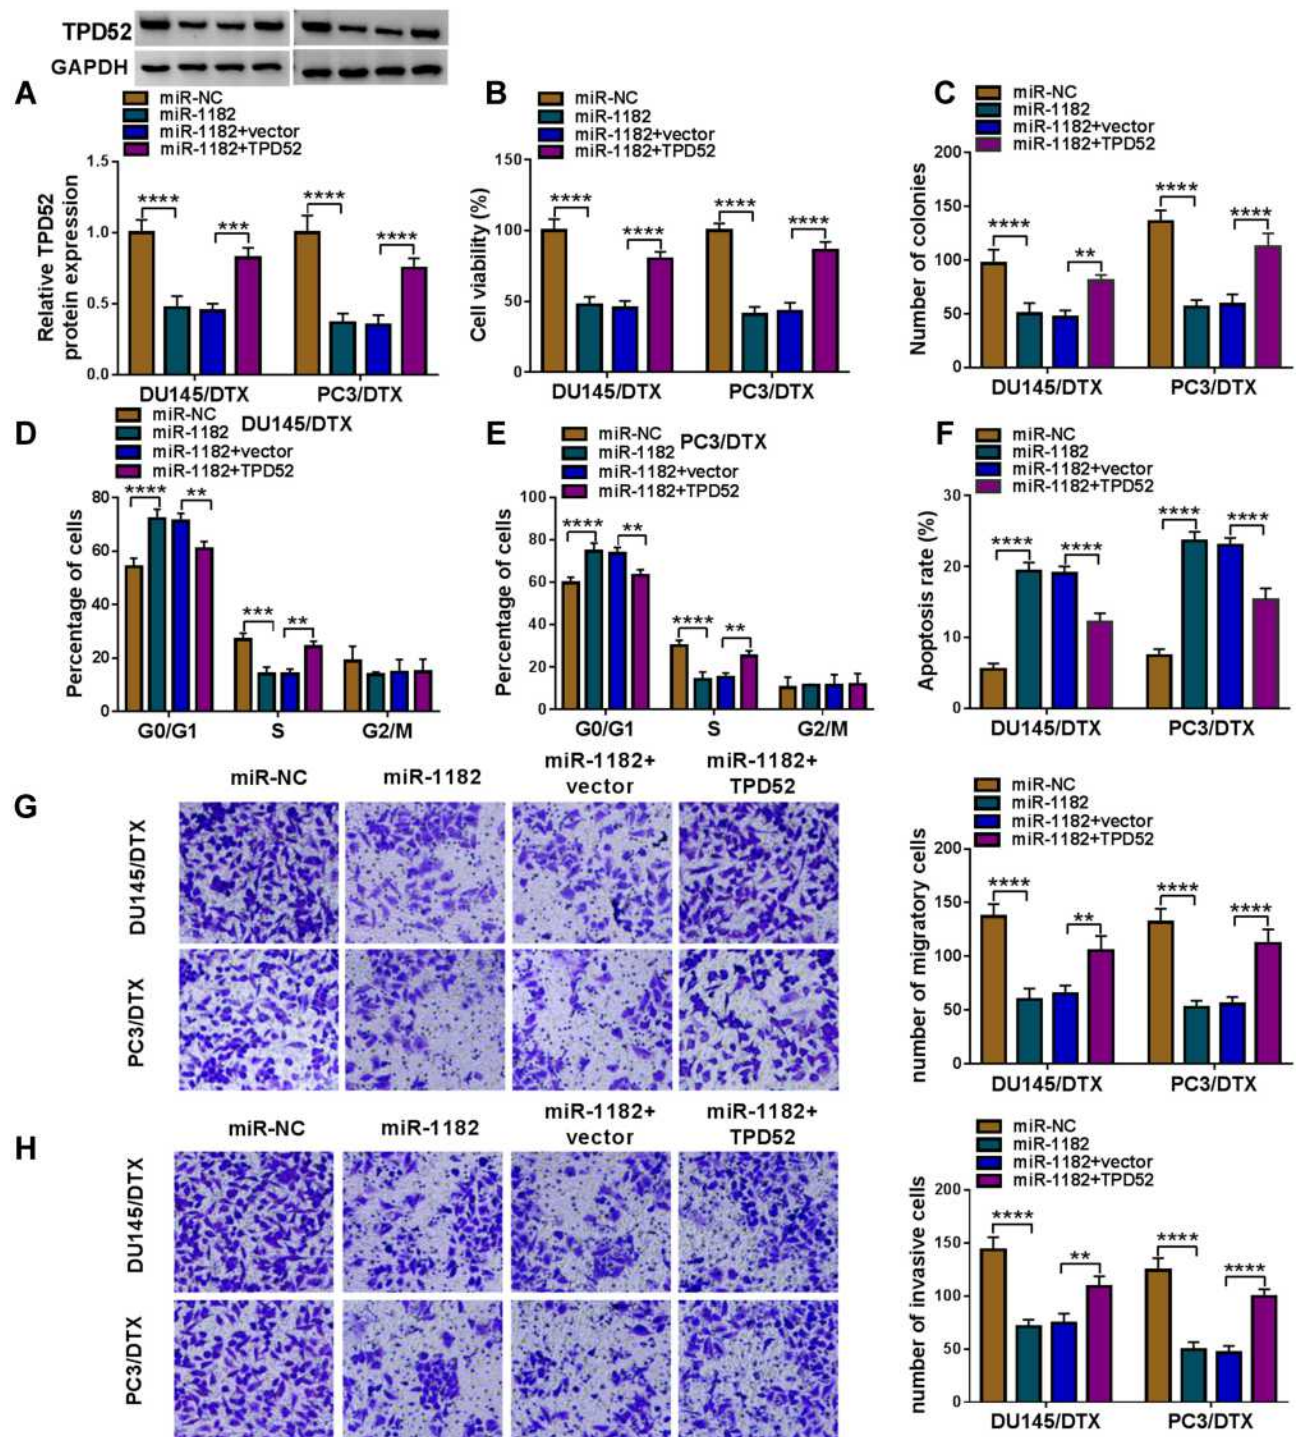 TPD52
GAPDH
A
miR-NC
miR-1182
miR-1182+vector
miR-1182+TPD52
Relative TPD52
protein expression
1.5
1.0
0.5
0.0
**** *** **** ****
DU145/DTX PC3/DTX
B
miR-NC
miR-1182
miR-1182+vector
miR-1182+TPD52
Cell viability (%)
150
100
50
0
**** **** **** ****
DU145/DTX PC3/DTX
C
miR-NC
miR-1182
miR-1182+vector
miR-1182+TPD52
Number of colonies
200
150
100
50
0
**** ** **** ****
DU145/DTX PC3/DTX
D
DU145/DTX
miR-NC
miR-1182
miR-1182+vector
miR-1182+TPD52
Percentage of cells
80
60
40
20
0
**** ** *** **
G0/G1 S G2/M
E
PC3/DTX
miR-NC
miR-1182
miR-1182+vector
miR-1182+TPD52
Percentage of cells
100
80
60
40
20
0
**** ** **** **
G0/G1 S G2/M
F
miR-NC
miR-1182
miR-1182+vector
miR-1182+TPD52
Apoptosis rate (%)
30
20
10
0
**** **** **** ****
DU145/DTX PC3/DTX
G
miR-NC miR-1182 miR-1182+
vector miR-1182+
TPD52
DU145/DTX
PC3/DTX
miR-NC
miR-1182
miR-1182+vector
miR-1182+TPD52
number of migratory cells
200
150
100
50
0
**** ** **** ****
DU145/DTX PC3/DTX
H
miR-NC miR-1182 miR-1182+
vector miR-1182+
TPD52
DU145/DTX
PC3/DTX
miR-NC
miR-1182
miR-1182+vector
miR-1182+TPD52
number of invasive cells
200
150
100
50
0
**** ** **** ****
DU145/DTX PC3/DTX